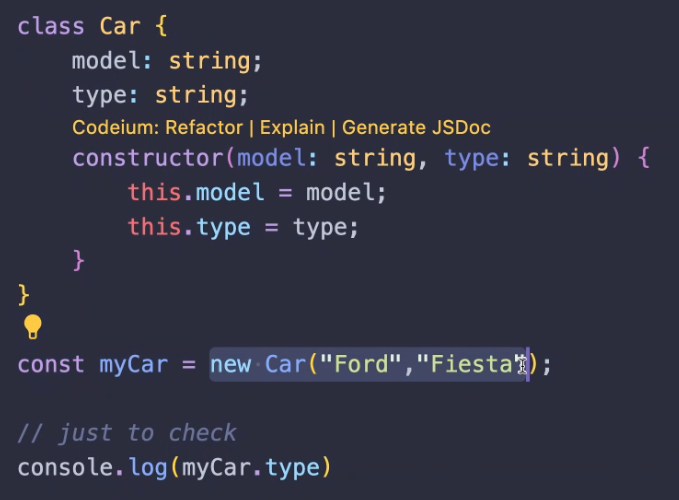 class Car {
model: string;
type: string;
Codeium: Refactor | Explain | Generate JSDoc
constructor(model: string, type: string) {
this.model = model;
this.type = type;
}
}
const myCar = new Car("Ford","Fiesta");
// just to check
console.log(myCar.type)